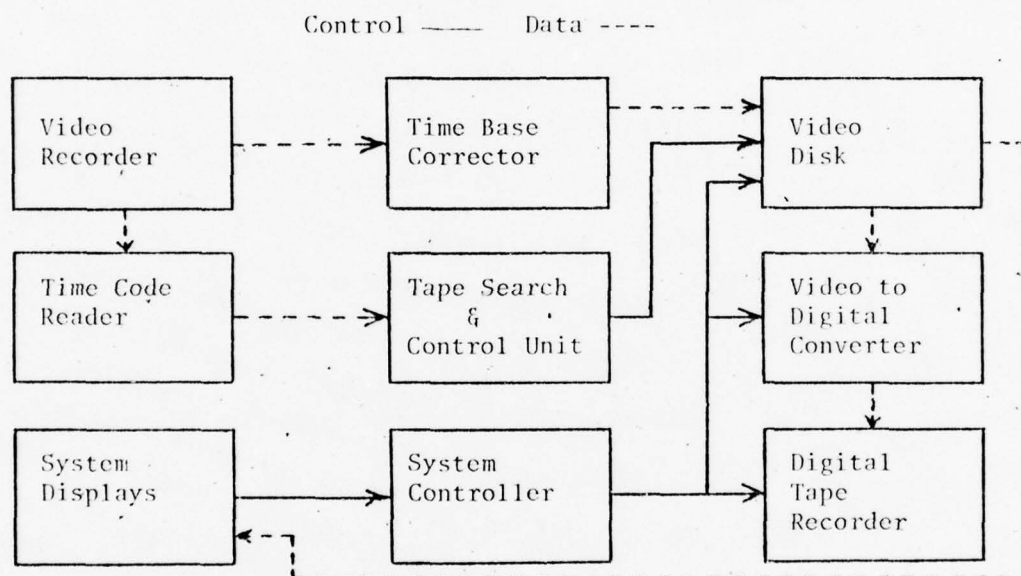 Control —— Data ----
Video
Recorder
Time Base
Corrector
Video
Disk
Time Code
Reader
Tape Search
&
Control Unit
Video to
Digital
Converter
System
Displays
System
Controller
Digital
Tape
Recorder